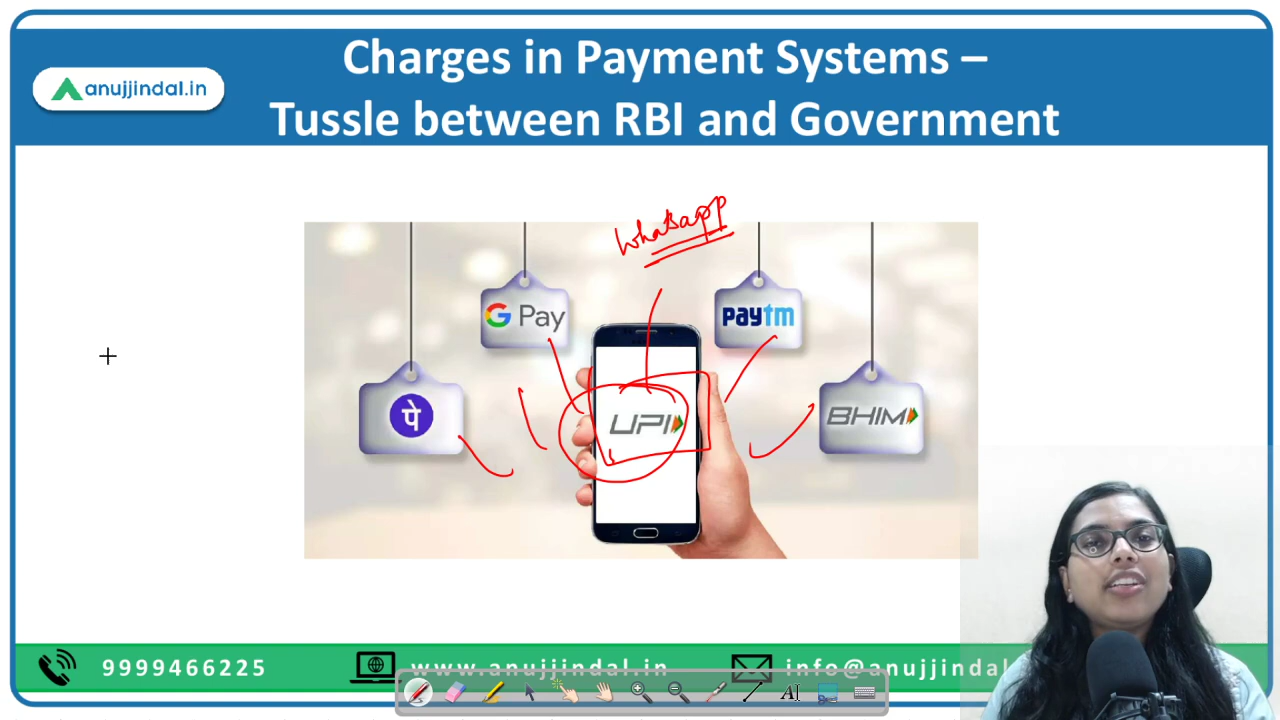 Charges in Payment Systems –
anujjindal.in
Tussle between RBI and Government
Whatsapp
G Pay
paytm
पे
UPI
BHIM
9999466225
www.anujjindal.in
info@anujjindal
AI